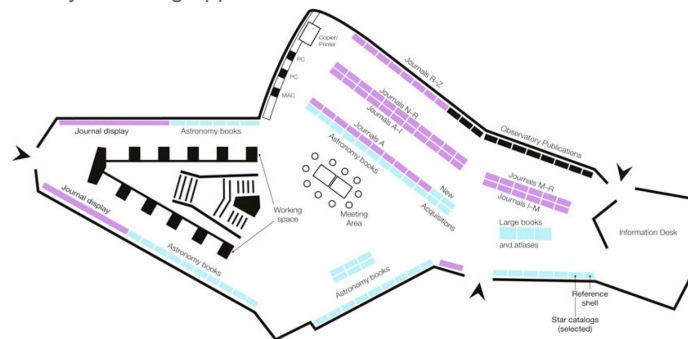 Copier/
Printer
PC
PC
MAC
Journals R–Z
Journals N–R
Journals A–I
Journals A
Astronomy books
New
Acquisitions
Observatory Publications
Journal display
Astronomy books
Journals M–R
Journals I–M
Working
space
Meeting
Area
Large books
and atlases
Information Desk
Journal display
Astronomy books
Astronomy books
Reference
shell
Star catalogs
(selected)